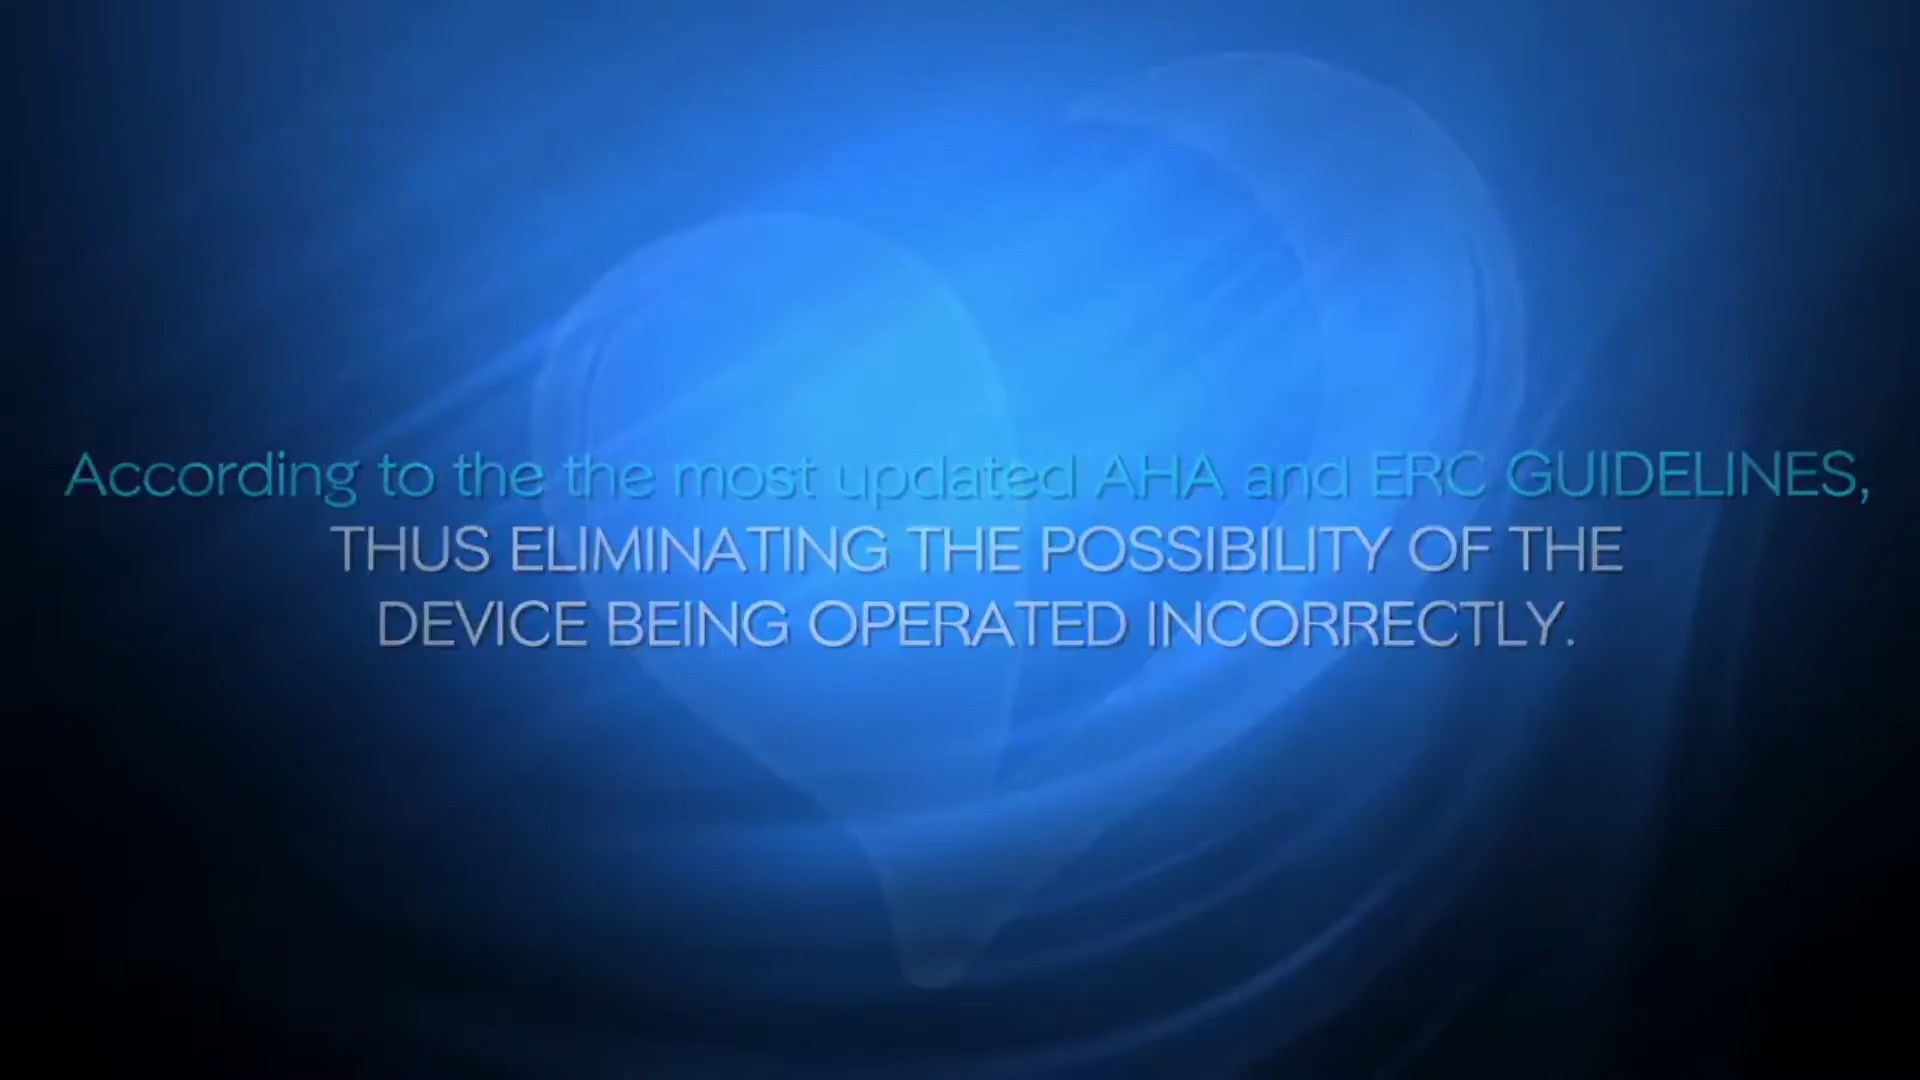 According to the the most updated AHA and ERC GUIDELINES,
THUS ELIMINATING THE POSSIBILITY OF THE
DEVICE BEING OPERATED INCORRECTLY.